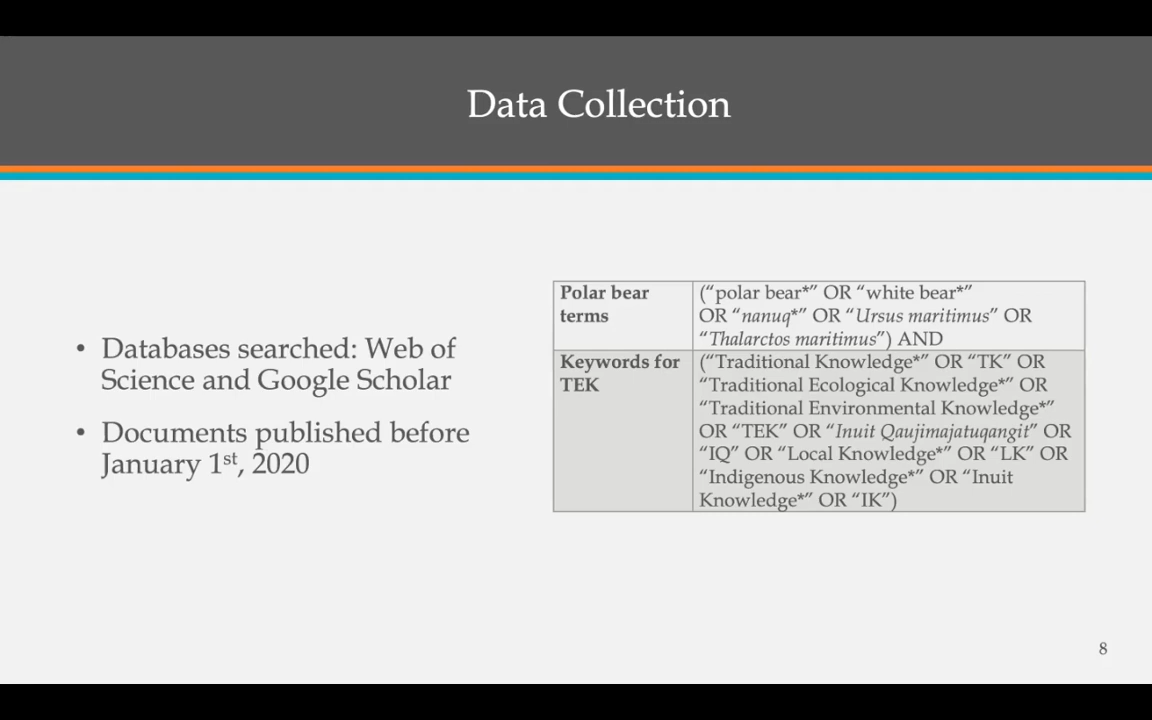 Data Collection
• Databases searched: Web of
Science and Google Scholar
• Documents published before
January 1st, 2020
Polar bear
terms
(“polar bear*” OR “white bear*”
OR “nanuq*” OR “Ursus maritimus” OR
“Thalarctos maritimus”) AND
Keywords for
TEK
(“Traditional Knowledge*” OR “TK” OR
“Traditional Ecological Knowledge*” OR
“Traditional Environmental Knowledge*”
OR “TEK” OR “Inuit Qaujimajatuqangit” OR
“IQ” OR “Local Knowledge*” OR “LK” OR
“Indigenous Knowledge*” OR “Inuit
Knowledge*” OR “IK”)
8